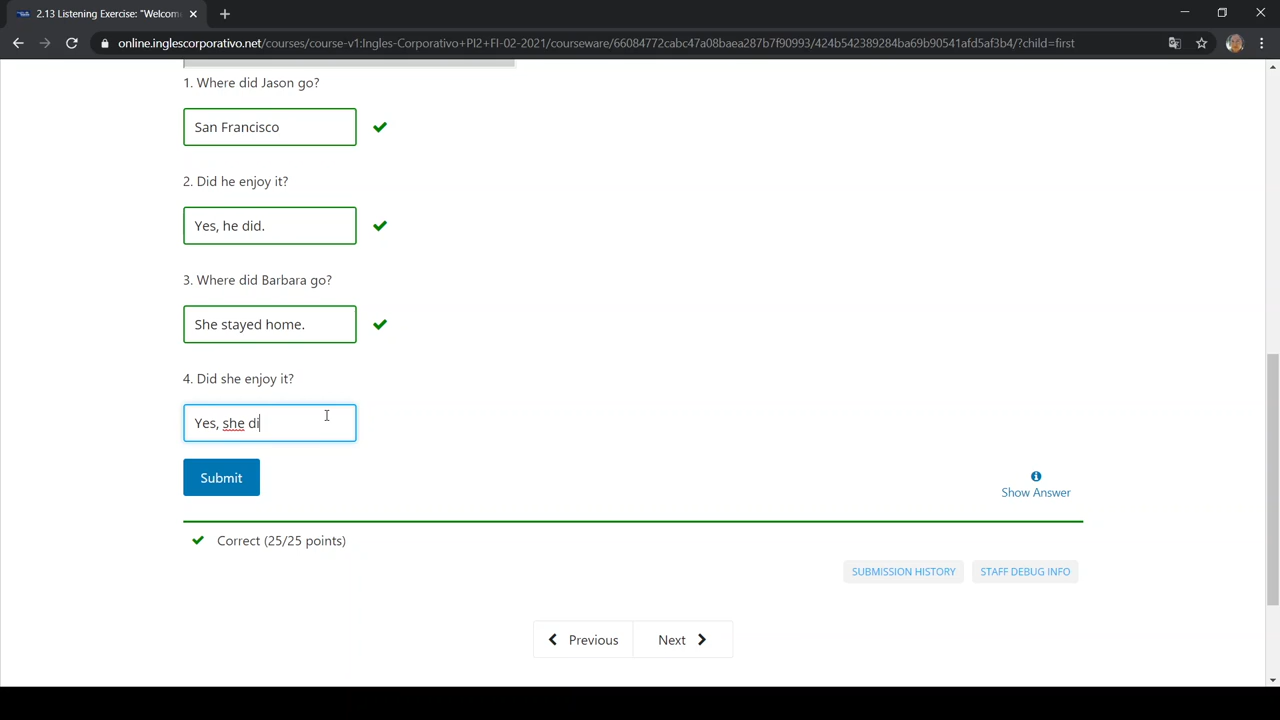 2.13 Listening Exercise: "Welcom
online.inglescorporativo.net/courses/course-v1:Ingles-Corporativo+PI2+FI-02-2021/courseware/66084772cabc47a08baea287b7f90993/424b542389284ba69b90541afd5af3b4/?child=first
1. Where did Jason go?
San Francisco
2. Did he enjoy it?
Yes, he did.
3. Where did Barbara go?
She stayed home.
4. Did she enjoy it?
Yes, she di
Submit
Show Answer
Correct (25/25 points)
SUBMISSION HISTORY STAFF DEBUG INFO
Previous Next